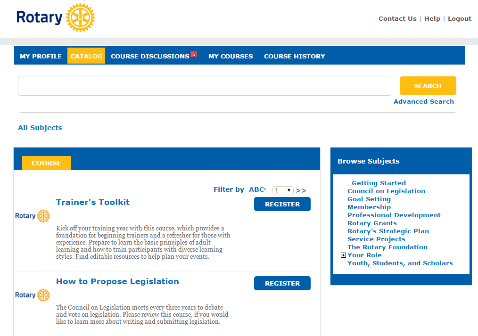 Rotary
Contact Us | Help | Logout
MY PROFILE CATALOG COURSE DISCUSSIONS MY COURSES COURSE HISTORY
SEARCH
Advanced Search
All Subjects
COURSE
Filter by ABC 1 >>
Trainer's Toolkit
REGISTER
Rotary
Kick off your training year with this course, which provides a
foundation for beginning trainers and a refresher for those with
experience. Prepare to learn the basic principles of adult
learning and how to train participants with diverse learning
styles. Find editable resources to help plan your events.
How to Propose Legislation
REGISTER
Rotary
The Council on Legislation meets every three years to debate
and vote on legislation. Please review this course, if you would
like to learn more about writing and submitting legislation.
Browse Subjects
_Getting Started
Council on Legislation
Goal Setting
Membership
Professional Development
Rotary Grants
Rotary's Strategic Plan
Service Projects
The Rotary Foundation
Your Role
Youth, Students, and Scholars